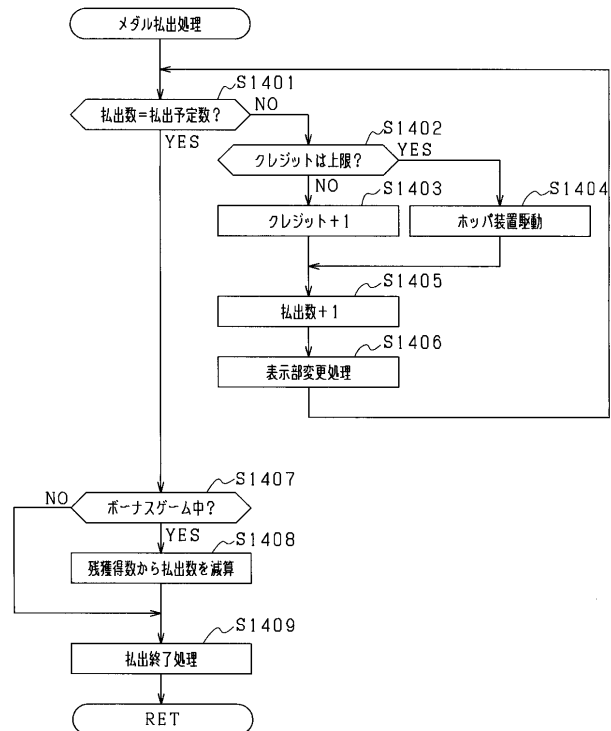 メダル払出処理
S1401
払出数=払出予定数?
NO
YES
S1402
クレジットは上限?
YES
NO
S1403
クレジット+1
S1404
ホッパ装置駆動
S1405
払出数+1
S1406
表示部変更処理
S1407
NO
ボーナスゲーム中?
YES
S1408
残獲得数から払出数を減算
S1409
払出終了処理
RET